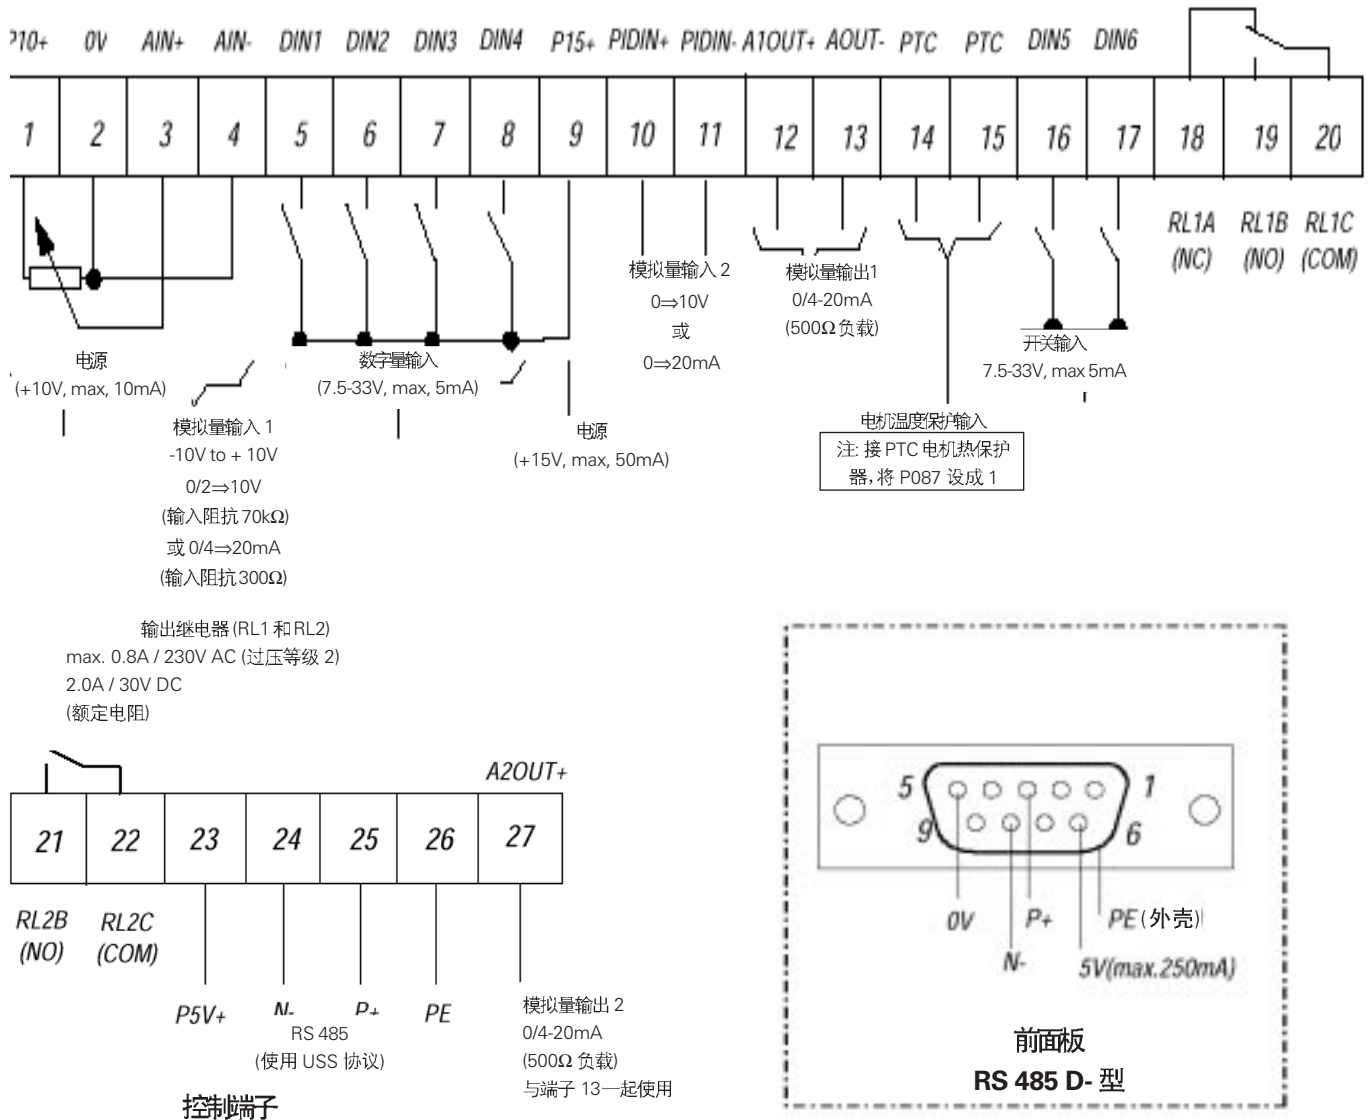 P10+ 0V AIN+ AIN- DIN1 DIN2 DIN3 DIN4 P15+ PIDIN+ PIDIN- A1OUT+ AOUT- PTC PTC DIN5 DIN6
1 2 3 4 5 6 7 8 9 10 11 12 13 14 15 16 17 18 19 20
RL1A RL1B RL1C
(NC) (NO) (COM)
电源
(+10V, max, 10mA)
模拟量输入 1
-10V to + 10V
0/2⇒10V
(输入阻抗 70kΩ)
或 0/4⇒20mA
(输入阻抗 300Ω)
数字量输入
(7.5-33V, max, 5mA)
电源
(+15V, max, 50mA)
模拟量输入 2
0⇒10V
或
0⇒20mA
模拟量输出1
0/4-20mA
(500Ω 负载)
电机温度保护输入
注: 接 PTC 电机热保护
器,将 P087 设成 1
开关输入
7.5-33V, max 5mA
输出继电器 (RL1 和 RL2)
max. 0.8A / 230V AC (过压等级 2)
2.0A / 30V DC
(额定电阻)
A2OUT+
21 22 23 24 25 26 27
RL2B RL2C
(NO) (COM)
P5V+ N- P+ PE
RS 485
(使用 USS 协议)
模拟量输出 2
0/4-20mA
(500Ω 负载)
与端子 13一起使用
控制端子
5 1
9 6
0V P+ PE (外壳)
N- 5V(max.250mA)
前面板
RS 485 D- 型